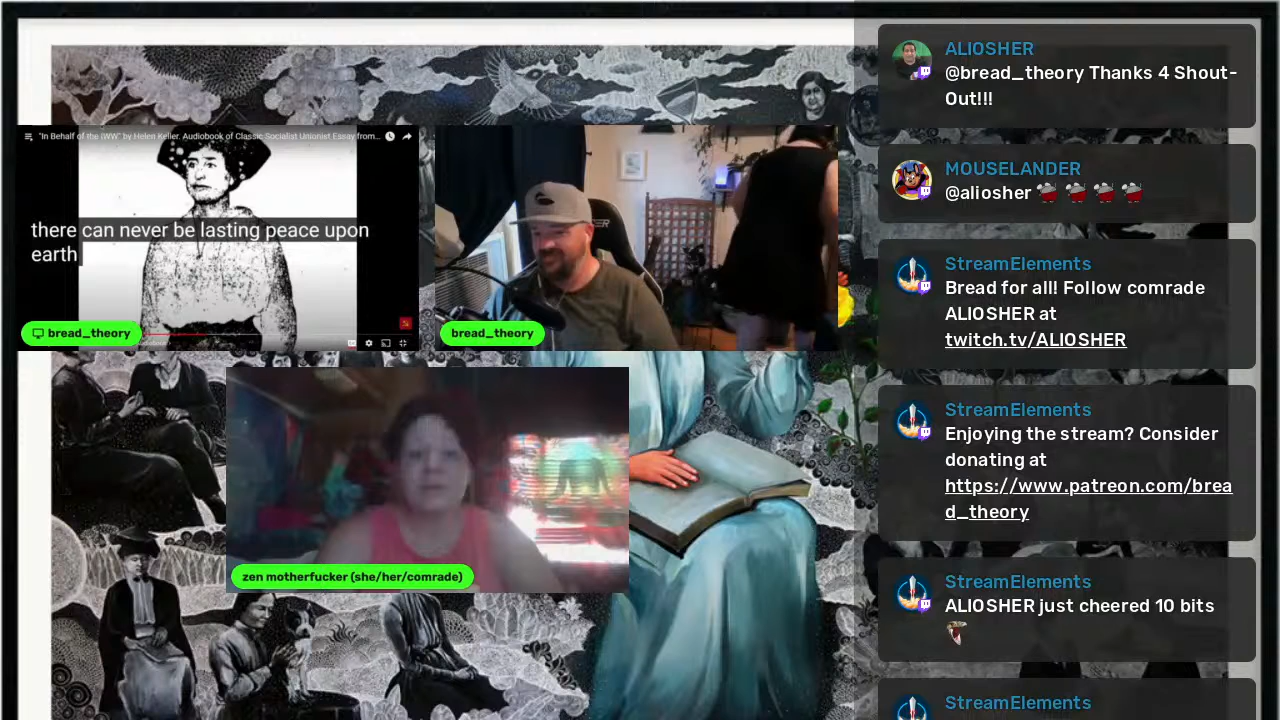 "In Behalf of the IWW" by Helen Keller. Audiobook of Classic Socialist Unionist Essay from...
there can never be lasting peace upon
earth
bread_theory
bread_theory
zen motherfucker (she/her/comrade)
ALIOSHER
@bread_theory Thanks 4 Shout-
Out!!!
MOUSELANDER
@aliosher
StreamElements
Bread for all! Follow comrade
ALIOSHER at
twitch.tv/ALIOSHER
StreamElements
Enjoying the stream? Consider
donating at
https://www.patreon.com/brea
d_theory
StreamElements
ALIOSHER just cheered 10 bits
StreamElements